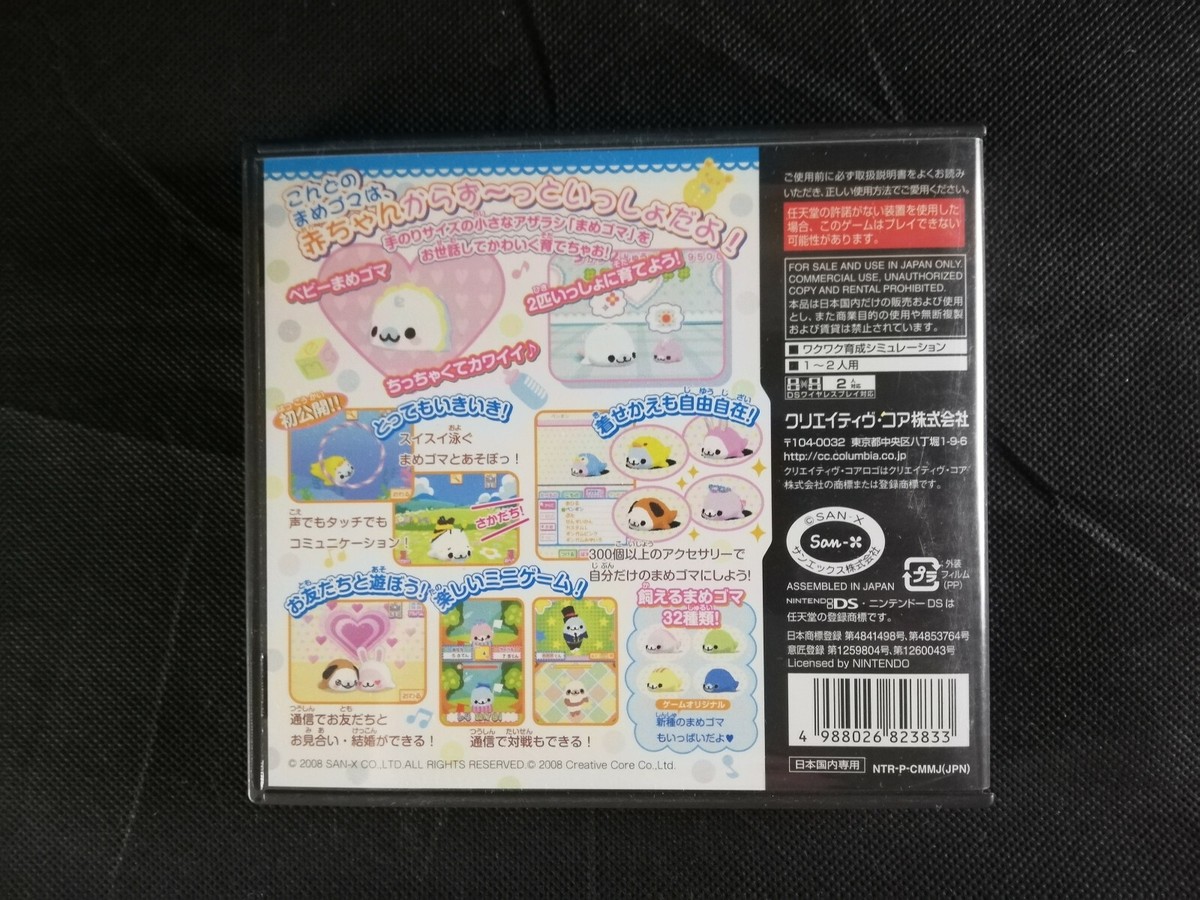 こんどの
まめゴマは、
赤ちゃんからず〜っといっしょだよ!
手のりサイズの小さなアザラシ「まめゴマ」を
お世話してかわいく育てちゃお!
ベビーまめゴマ
ちっちゃくてカワイイ♪
2匹いっしょに育てよう!
初公開!!
とってもいきいき!
スイスイ泳ぐ
まめゴマとあそぼっ!
おわる
声でもタッチでも
コミュニケーション!
さかだち!
着せかえも自由自在!
300個以上のアクセサリーで
自分だけのまめゴマにしよう!
お友だちと遊ぼう!
おわる
通信でお友だちと
お見合い・結婚ができる!
楽しいミニゲーム!
通信で対戦もできる!
飼えるまめゴマ
32種類!
ゲームオリジナル
新種のまめゴマ
もいっぱいだよ♥
© 2008 SAN-X CO.,LTD.ALL RIGHTS RESERVED.© 2008 Creative Core Co.,Ltd.
ご使用前に必ず取扱説明書をよくお読み
いただき、正しい使用方法でご愛用ください。
任天堂の許諾がない装置を使用した
場合、このゲームはプレイできない
可能性があります。
FOR SALE AND USE IN JAPAN ONLY.
COMMERCIAL USE, UNAUTHORIZED
COPY AND RENTAL PROHIBITED.
本品は日本国内だけの販売および使用
とし、また商業目的の使用や無断複製
および賃貸は禁止されています。
■ ワクワク育成シミュレーション
■ 1〜2人用
2人対応
DSワイヤレスプレイ対応
クリエイティヴ・コア株式会社
〒104-0032 東京都中央区八丁堀1-9-6
http://cc.columbia.co.jp
クリエイティヴ・コアロゴはクリエイティヴ・コア
株式会社の商標または登録商標です。
©SAN-X
San-X
サンエックス株式会社
プラ
外装
フィルム
(PP)
ASSEMBLED IN JAPAN
NINTENDO DS・ニンテンドーDSは
任天堂の登録商標です。
日本商標登録 第4841498号、第4853764号
意匠登録 第1259804号、第1260043号
Licensed by NINTENDO
4 988026 823833
日本国内専用
NTR-P-CMMJ(JPN)